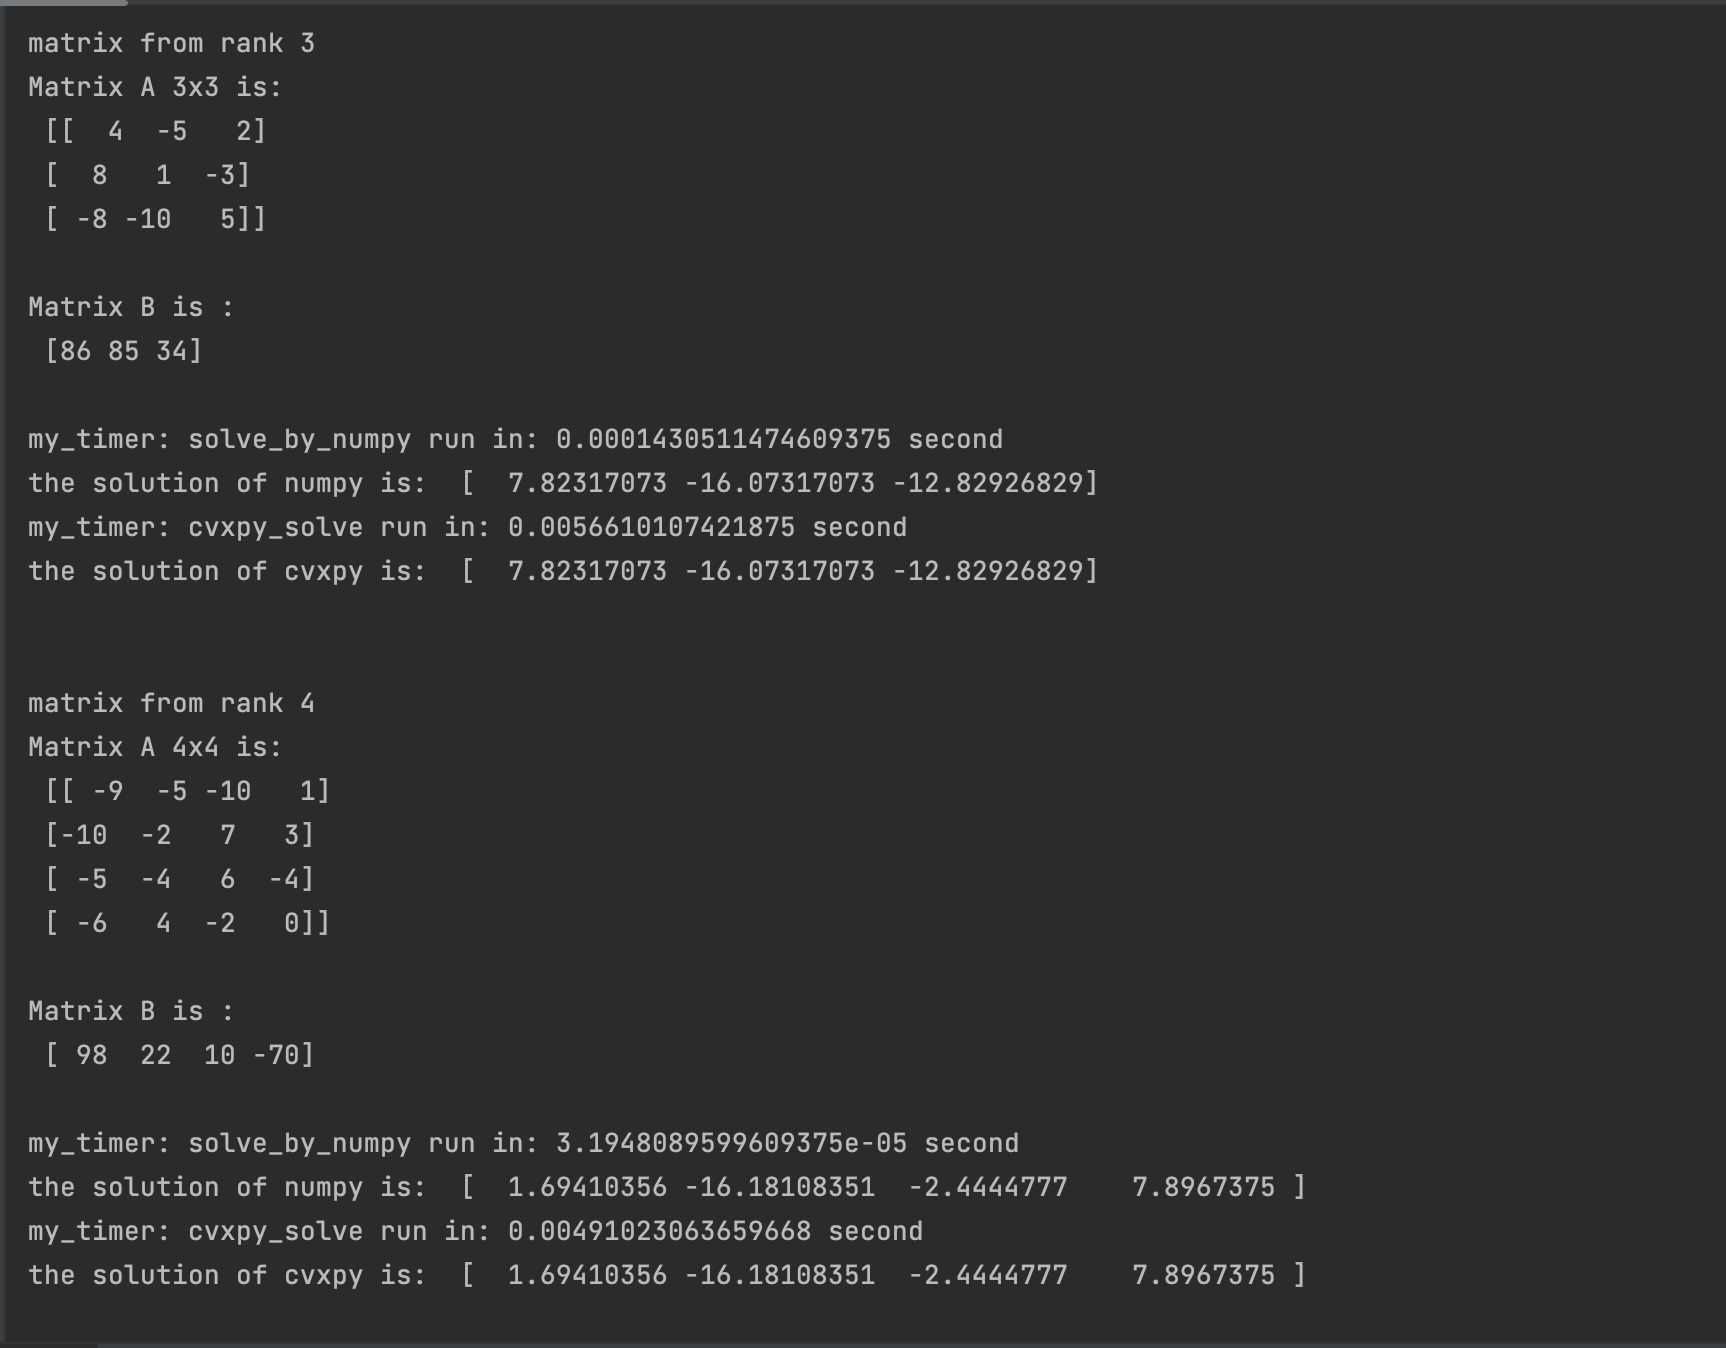 matrix from rank 3
Matrix A 3x3 is:
 [[  4  -5   2]
 [  8   1  -3]
 [ -8 -10   5]]
Matrix B is :
 [86 85 34]
my_timer: solve_by_numpy run in: 0.0001430511474609375 second
the solution of numpy is:  [  7.82317073 -16.07317073 -12.82926829]
my_timer: cvxpy_solve run in: 0.0056610107421875 second
the solution of cvxpy is:  [  7.82317073 -16.07317073 -12.82926829]
matrix from rank 4
Matrix A 4x4 is:
 [[ -9  -5 -10   1]
 [-10  -2   7   3]
 [ -5  -4   6  -4]
 [ -6   4  -2   0]]
Matrix B is :
 [ 98  22  10 -70]
my_timer: solve_by_numpy run in: 3.1948089599609375e-05 second
the solution of numpy is:  [  1.69410356 -16.18108351  -2.4444777    7.8967375 ]
my_timer: cvxpy_solve run in: 0.00491023063659668 second
the solution of cvxpy is:  [  1.69410356 -16.18108351  -2.4444777    7.8967375 ]